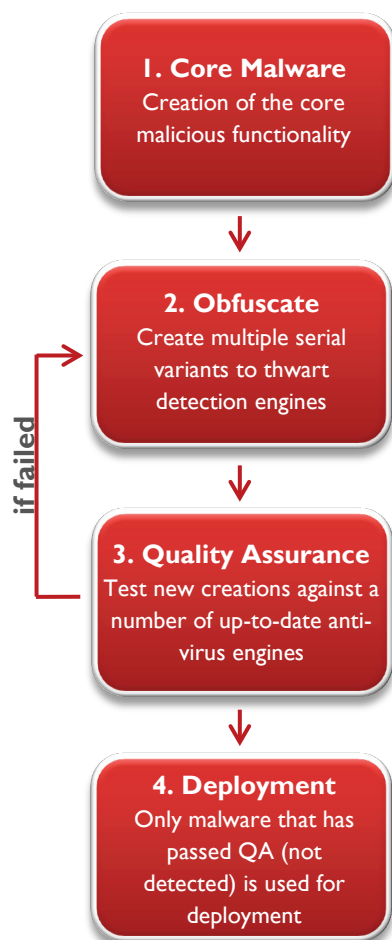 1. Core Malware
Creation of the core
malicious functionality
2. Obfuscate
Create multiple serial
variants to thwart
detection engines
if failed
3. Quality Assurance
Test new creations against a
number of up-to-date anti-
virus engines
4. Deployment
Only malware that has
passed QA (not
detected) is used for
deployment